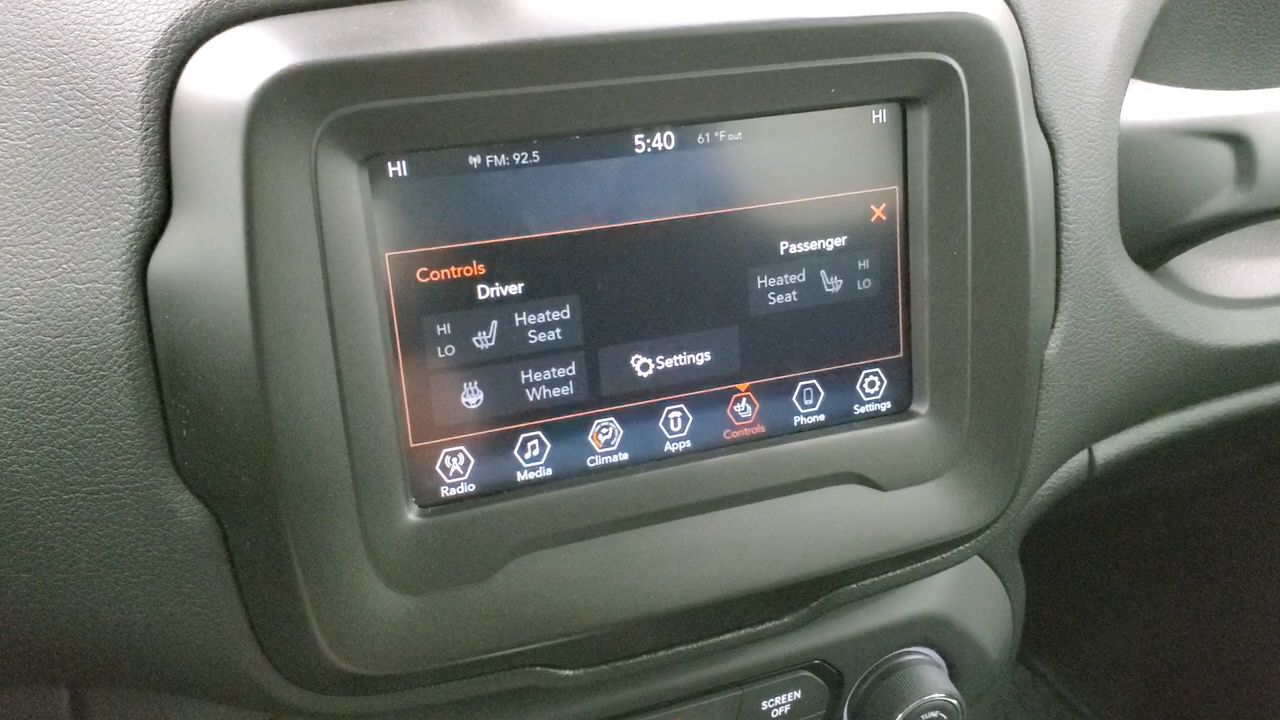 HI
FM: 92.5
5:40
61 °F out
HI
Controls
Driver
Passenger
HI
LO
Heated
Seat
Heated
Seat
HI
LO
Heated
Wheel
Settings
Radio
Media
Climate
Apps
Controls
Phone
Settings
SCREEN
OFF
TUNE